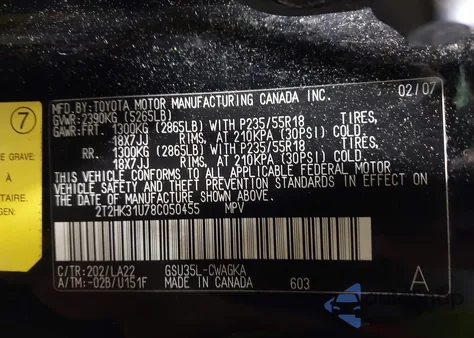 MFD. BY: TOYOTA MOTOR MANUFACTURING CANADA INC. 02/07
GVWR: 2390KG (5265LB)
GAWR: FRT. 1300KG (2865LB) WITH P235/55R18 TIRES,
18X7JJ RIMS, AT 210KPA (30PSI) COLD.
RR. 1300KG (2865LB) WITH P235/55R18 TIRES,
18X7JJ RIMS, AT 210KPA (30PSI) COLD.
THIS VEHICLE CONFORMS TO ALL APPLICABLE FEDERAL MOTOR
VEHICLE SAFETY AND THEFT PREVENTION STANDARDS IN EFFECT ON
THE DATE OF MANUFACTURE SHOWN ABOVE.
2T2HK31U78C050455 MPV
C/TR: 202/LA22 GSU35L-CWAGKA
A/TM: -02B/U151F MADE IN CANADA 603 A
7
E GRAVE:
À
TAIRE.
GEN: